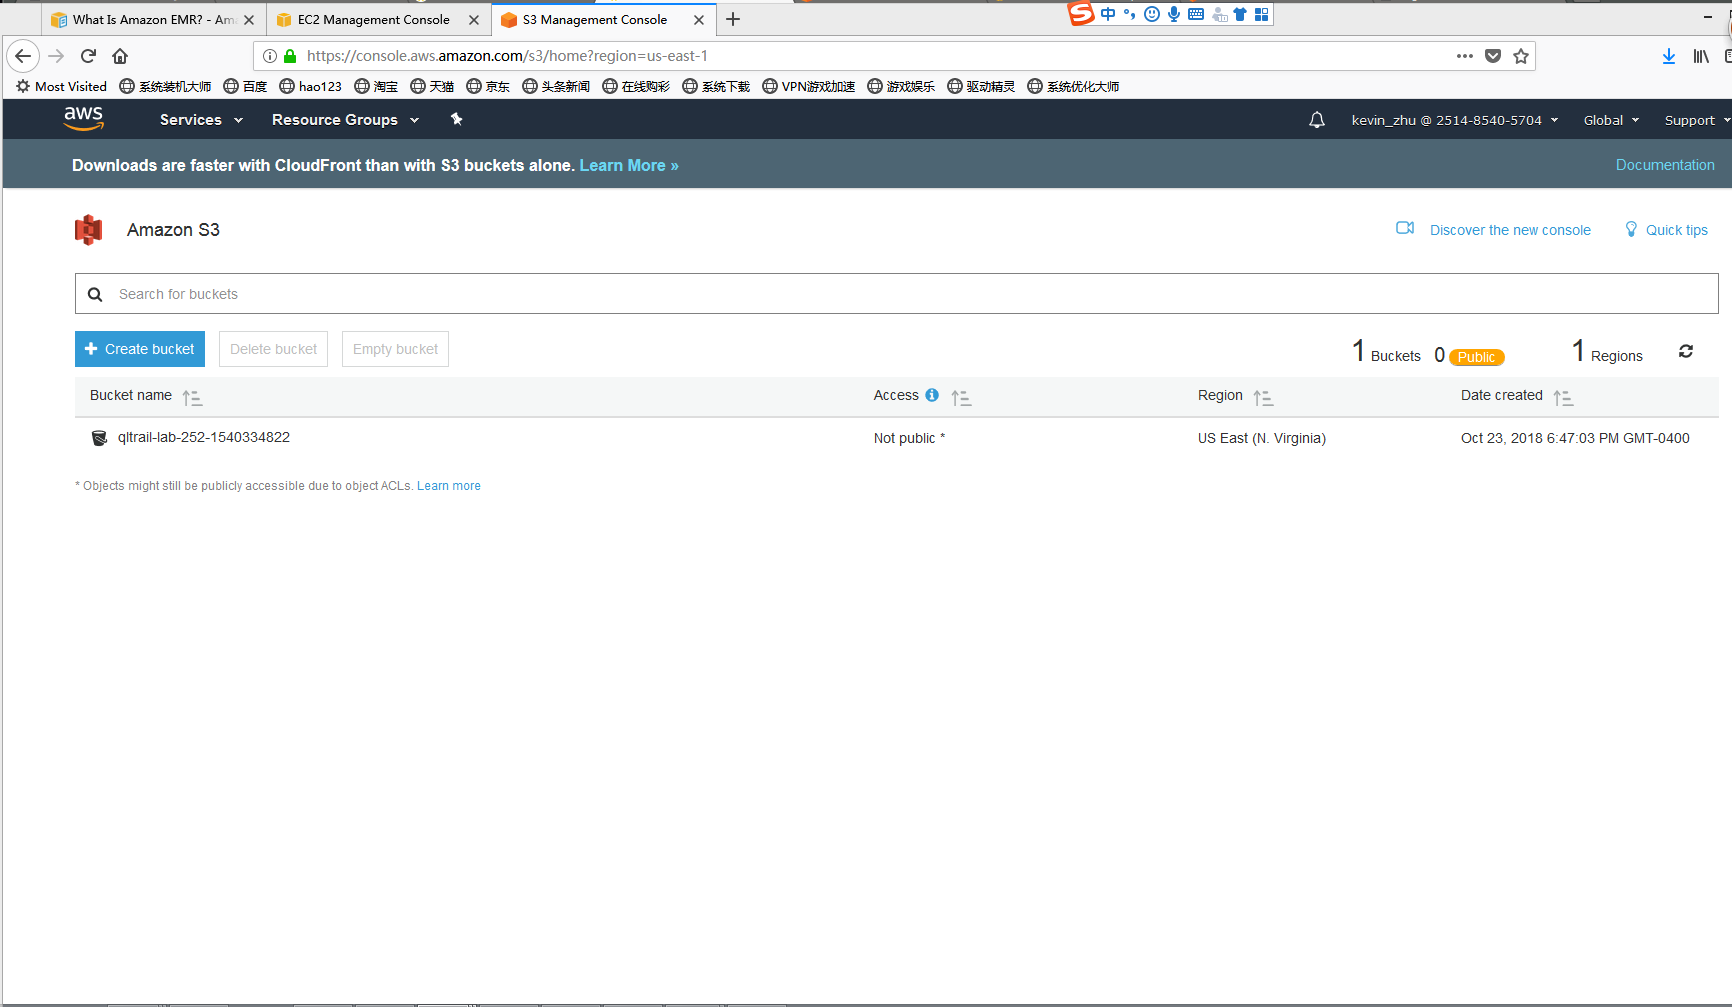 What Is Amazon EMR? - Am
EC2 Management Console
S3 Management Console
中
https://console.aws.amazon.com/s3/home?region=us-east-1
Most Visited 系统装机大师 百度 hao123 淘宝 天猫 京东 头条新闻 在线购彩 系统下载 VPN游戏加速 游戏娱乐 驱动精灵 系统优化大师
aws Services Resource Groups kevin_zhu @ 2514-8540-5704 Global Support
Downloads are faster with CloudFront than with S3 buckets alone. Learn More » Documentation
Amazon S3 Discover the new console Quick tips
Search for buckets
+ Create bucket Delete bucket Empty bucket 1 Buckets 0 Public 1 Regions
Bucket name Access Region Date created
qltrail-lab-252-1540334822 Not public * US East (N. Virginia) Oct 23, 2018 6:47:03 PM GMT-0400
* Objects might still be publicly accessible due to object ACLs. Learn more